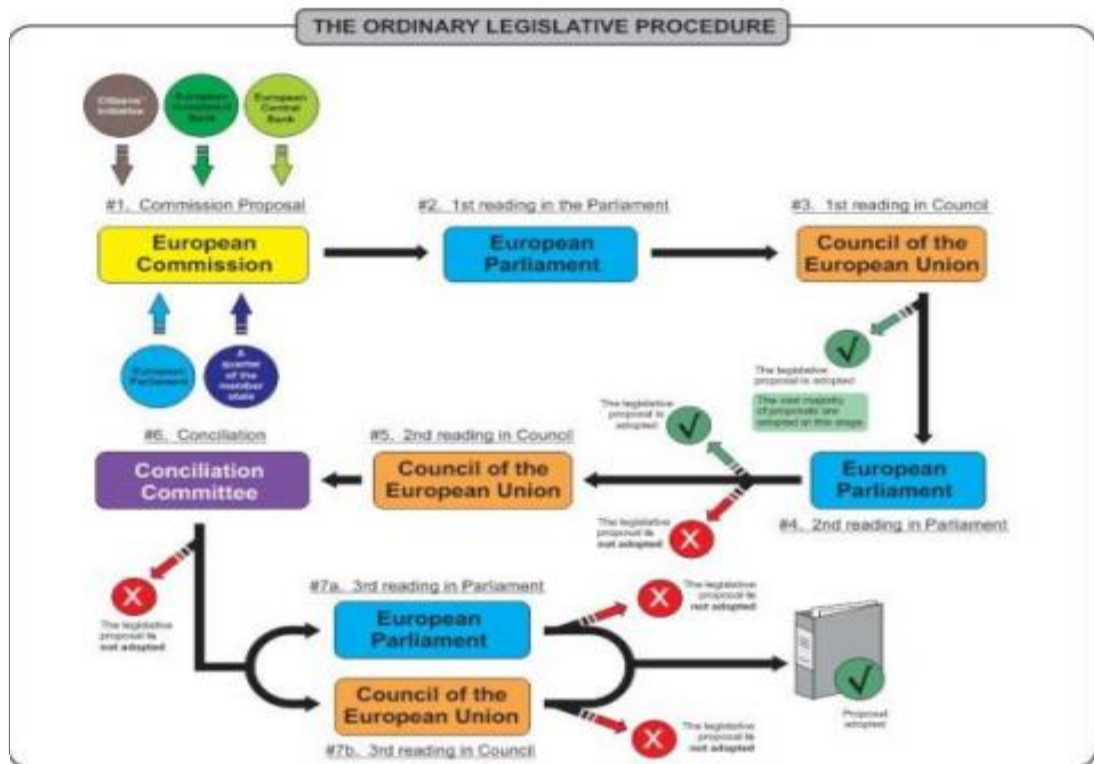 THE ORDINARY LEGISLATIVE PROCEDURE
Citizens'
initiative
European
Investment
Bank
European
Central
Bank
#1. Commission Proposal
#2. 1st reading in the Parliament
#3. 1st reading in Council
European
Commission
European
Parliament
Council of the
European Union
European
Parliament
A
quarter
of the
member
state
The legislative
proposal is adopted
The vast majority
of proposals are
adopted at this stage
The legislative
proposal is
adopted
#6. Conciliation
#5. 2nd reading in Council
Conciliation
Committee
Council of the
European Union
European
Parliament
#4. 2nd reading in Parliament
The legislative
proposal is
not adopted
The legislative
proposal is
not adopted
#7a. 3rd reading in Parliament
European
Parliament
The legislative
proposal is
not adopted
Council of the
European Union
#7b. 3rd reading in Council
The legislative
proposal is
not adopted
Proposal
adopted